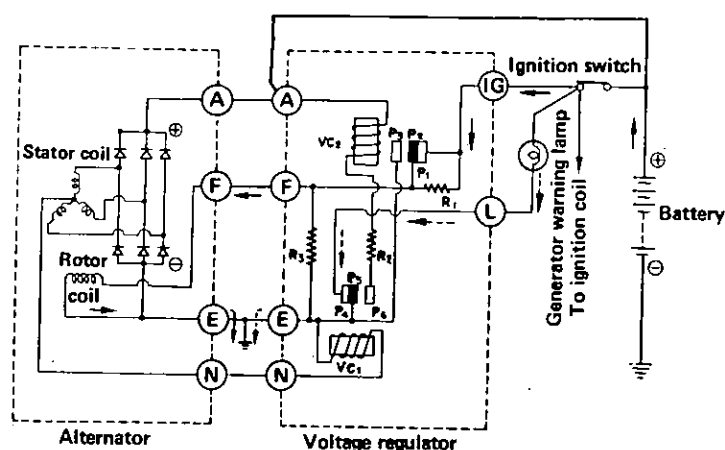 Ignition switch
A
A
IG
⊕
Stator coil
VC2
P3
P2
P1
R1
F
F
L
Generator warning lamp
To ignition coil
⊕
Battery
⊖
R3
R2
⊖
Rotor
coil
P5
P4
P6
E
E
VC1
N
N
Alternator
Voltage regulator